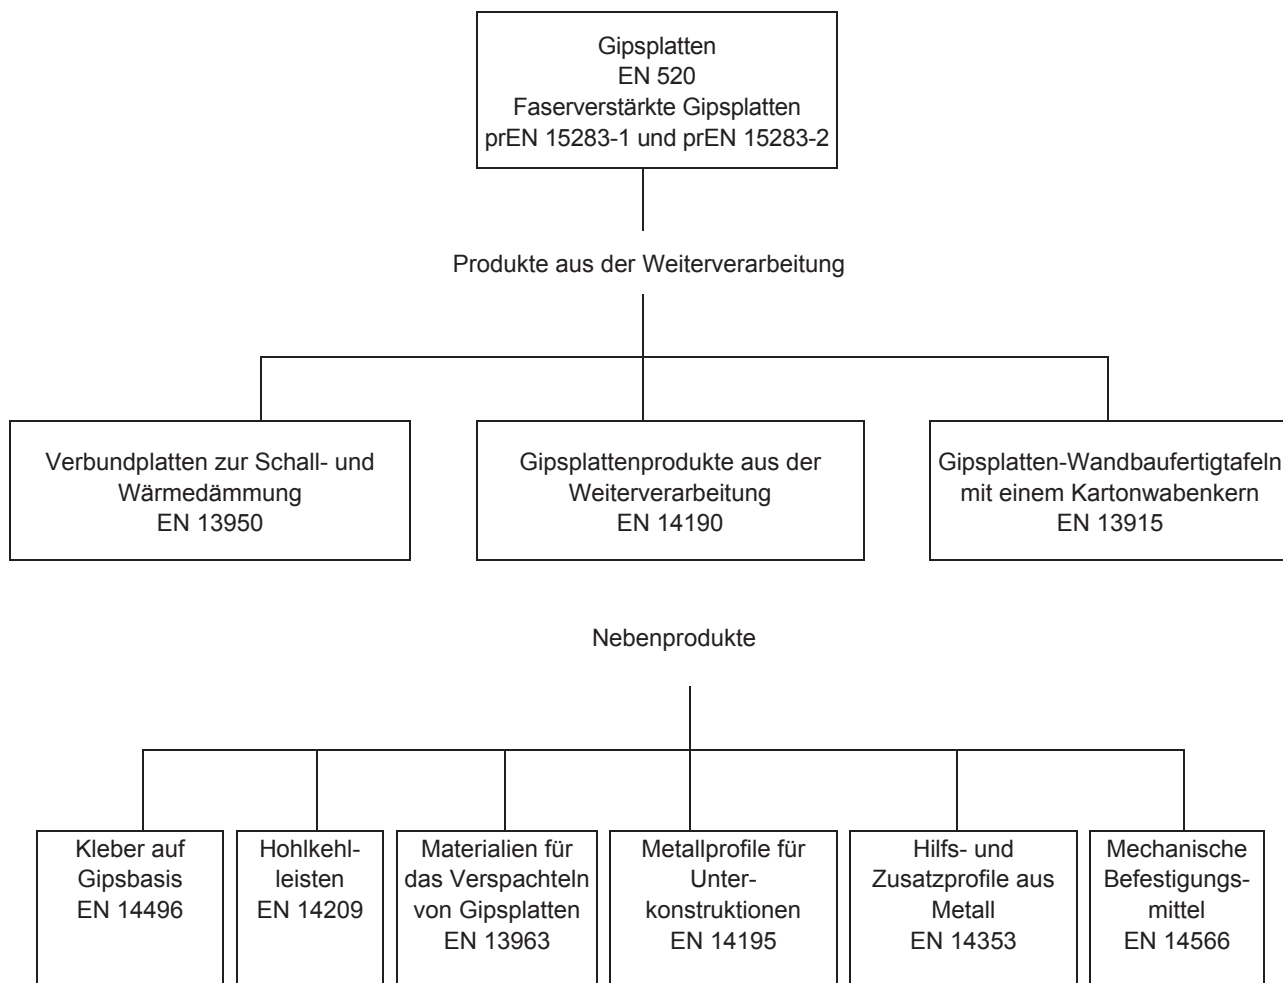 Gipsplatten
EN 520
Faserverstärkte Gipsplatten
prEN 15283-1 und prEN 15283-2
Produkte aus der Weiterverarbeitung
Verbundplatten zur Schall- und
Wärmedämmung
EN 13950
Gipsplattenprodukte aus der
Weiterverarbeitung
EN 14190
Gipsplatten-Wandbaufertigtafeln
mit einem Kartonwabenkern
EN 13915
Nebenprodukte
Kleber auf
Gipsbasis
EN 14496
Hohlkehl-
leisten
EN 14209
Materialien für
das Verspachteln
von Gipsplatten
EN 13963
Metallprofile für
Unter-
konstruktionen
EN 14195
Hilfs- und
Zusatzprofile aus
Metall
EN 14353
Mechanische
Befestigungs-
mittel
EN 14566